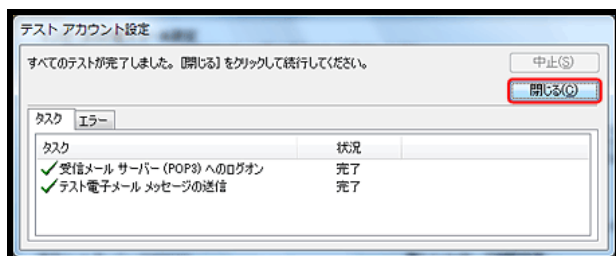 テスト アカウント設定
すべてのテストが完了しました。[閉じる] をクリックして続行してください。
中止(S)
閉じる(C)
タスク
エラー
タスク 状況
受信メール サーバー (POP3) へのログオン 完了
テスト電子メール メッセージの送信 完了